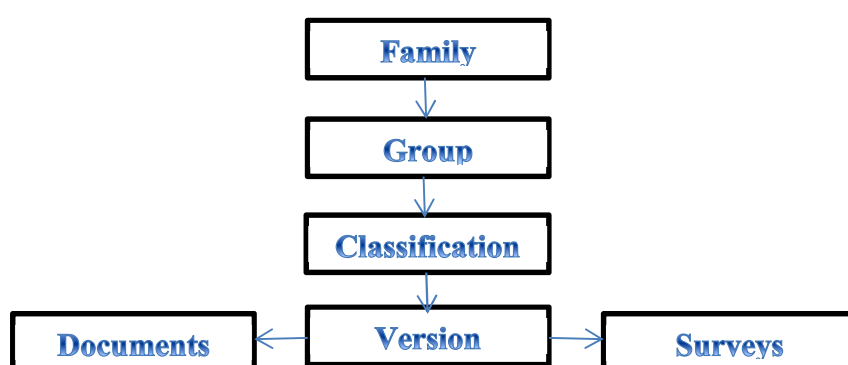 Family
Group
Classification
Documents
Version
Surveys